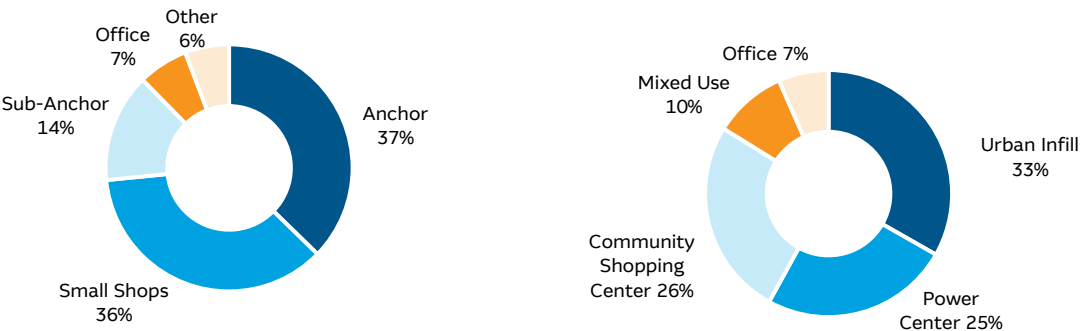 Other
6%
Office
7%
Sub-Anchor
14%
Anchor
37%
Small Shops
36%
Office 7%
Mixed Use
10%
Urban Infill
33%
Community
Shopping
Center 26%
Power
Center 25%